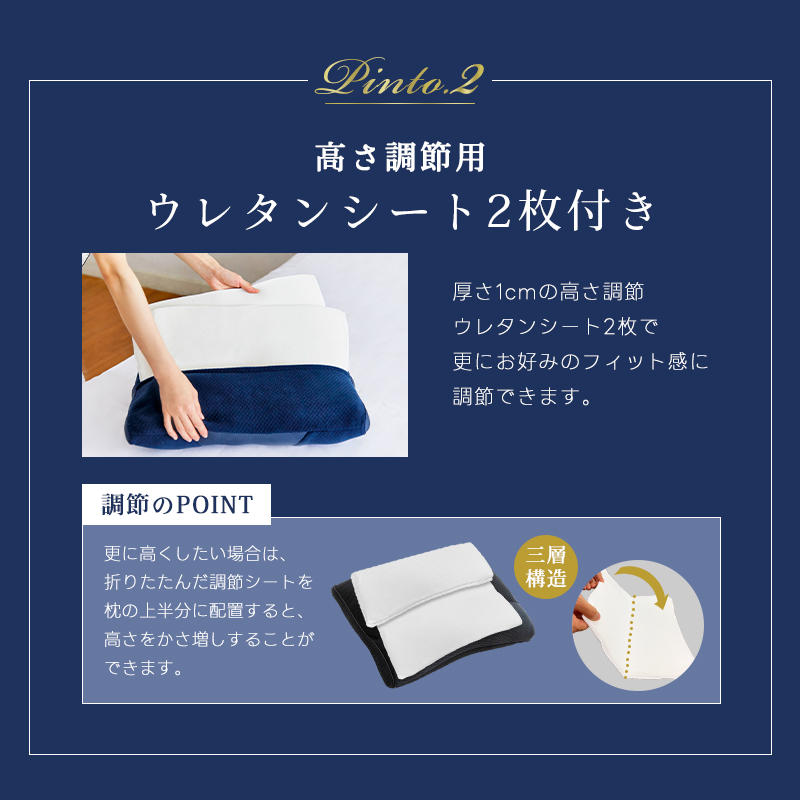 Pinto.2
高さ調節用
ウレタンシート2枚付き
厚さ1cmの高さ調節
ウレタンシート2枚で
更にお好みのフィット感に
調節できます。
調節のPOINT
更に高くしたい場合は、
折りたたんだ調節シートを
枕の上半分に配置すると、
高さをかさ増しすることが
できます。
三層
構造